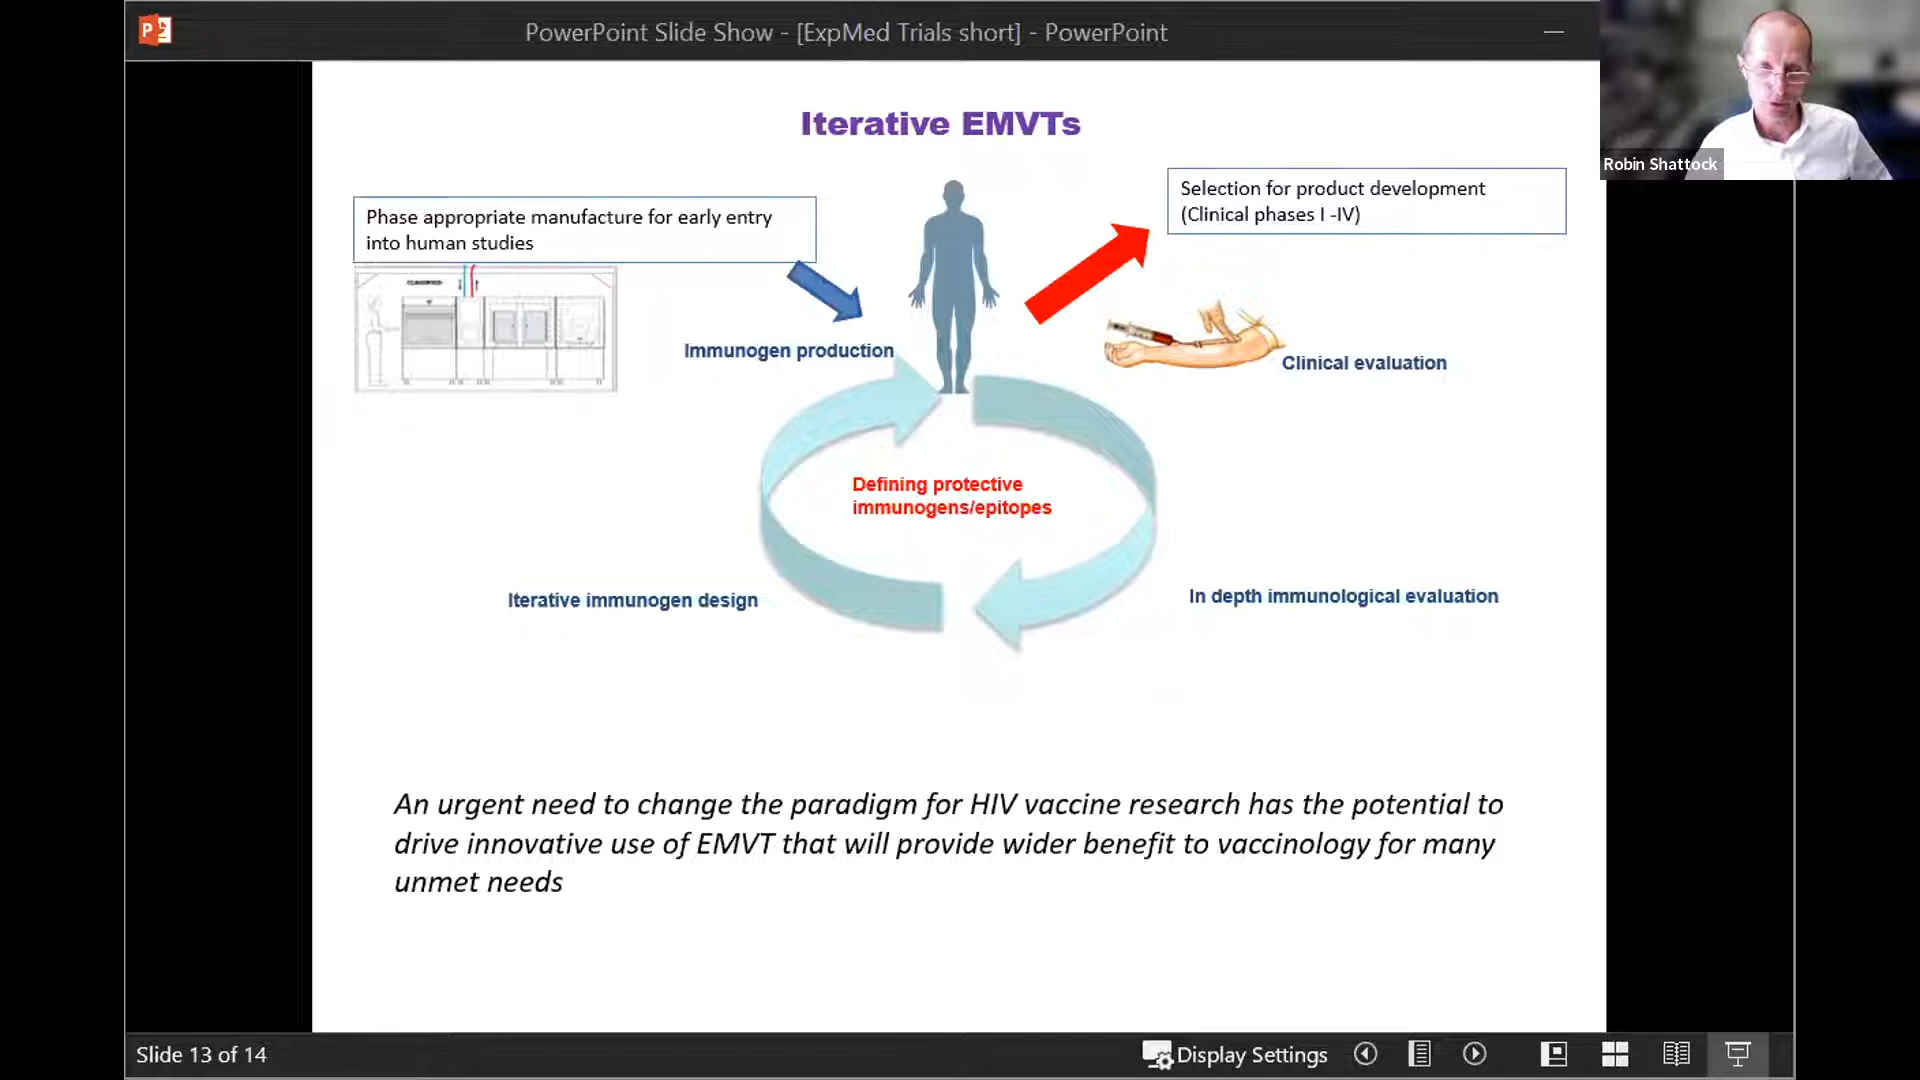 PowerPoint Slide Show - [ExpMed Trials short] - PowerPoint
Robin Shattock
Iterative EMVTs
Phase appropriate manufacture for early entry
into human studies
Selection for product development
(Clinical phases I -IV)
CLASSIFIED
Immunogen production
Clinical evaluation
Defining protective
immunogens/epitopes
Iterative immunogen design
In depth immunological evaluation
An urgent need to change the paradigm for HIV vaccine research has the potential to
drive innovative use of EMVT that will provide wider benefit to vaccinology for many
unmet needs
Slide 13 of 14
Display Settings